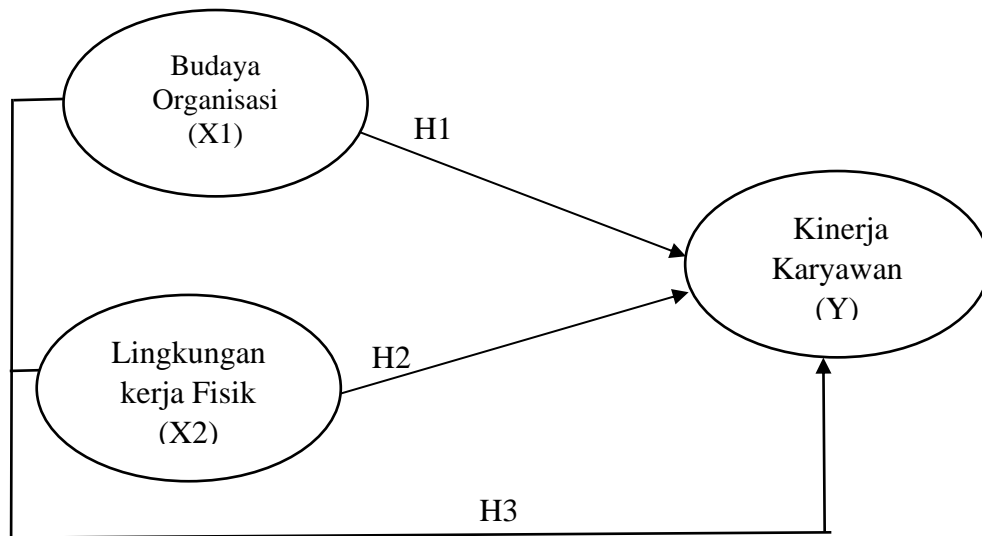 Budaya
Organisasi
(X1)
H1
Kinerja
Karyawan
(Y)
Lingkungan
kerja Fisik
(X2)
H2
H3